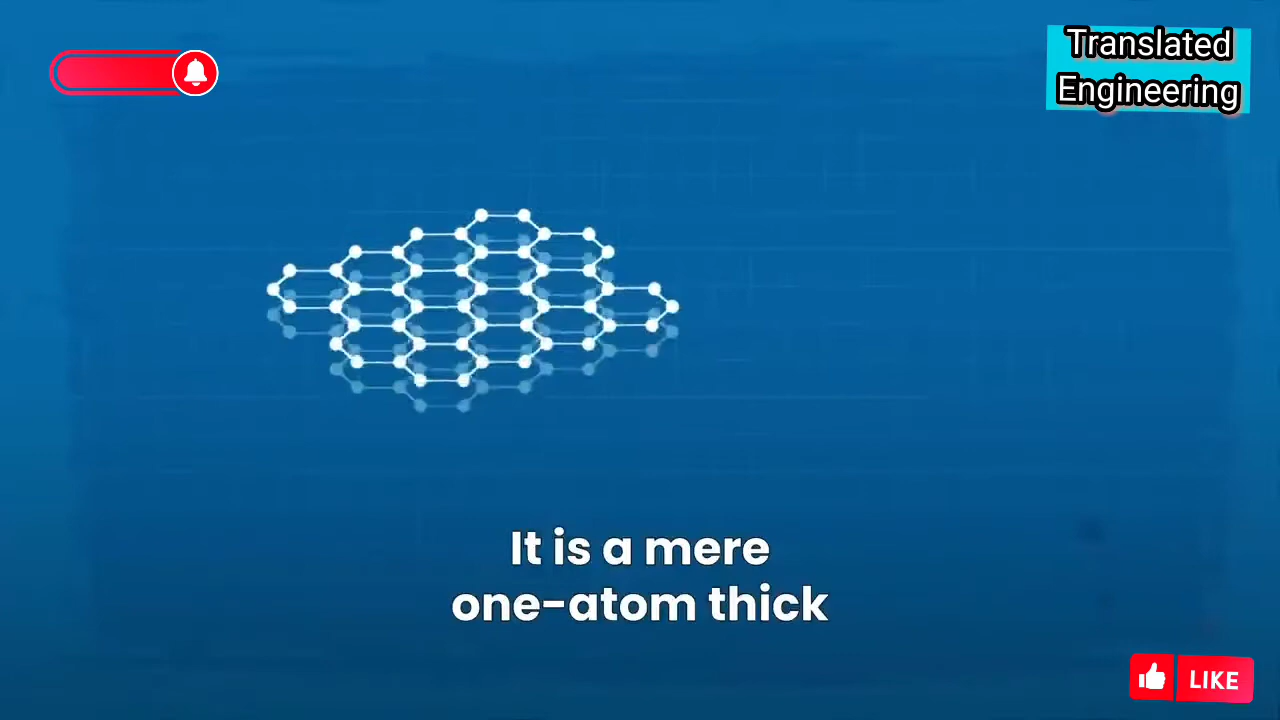 Translated
Engineering
It is a mere
one-atom thick
LIKE